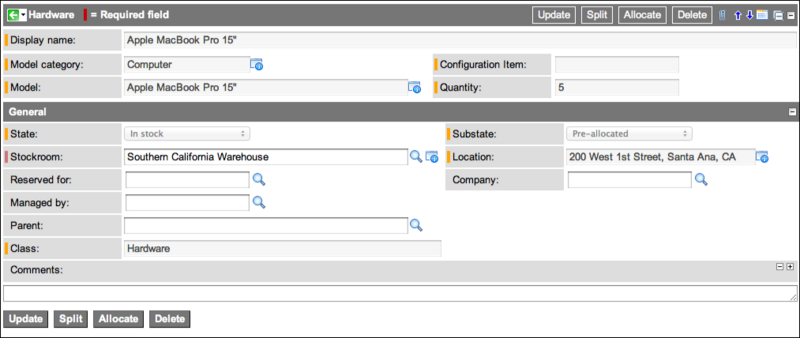 Hardware = Required field Update Split Allocate Delete
Display name: Apple MacBook Pro 15"
Model category: Computer Configuration Item:
Model: Apple MacBook Pro 15" Quantity: 5
General
State: In stock Substate: Pre-allocated
Stockroom: Southern California Warehouse Location: 200 West 1st Street, Santa Ana, CA
Reserved for: Company:
Managed by:
Parent:
Class: Hardware
Comments:
Update Split Allocate Delete